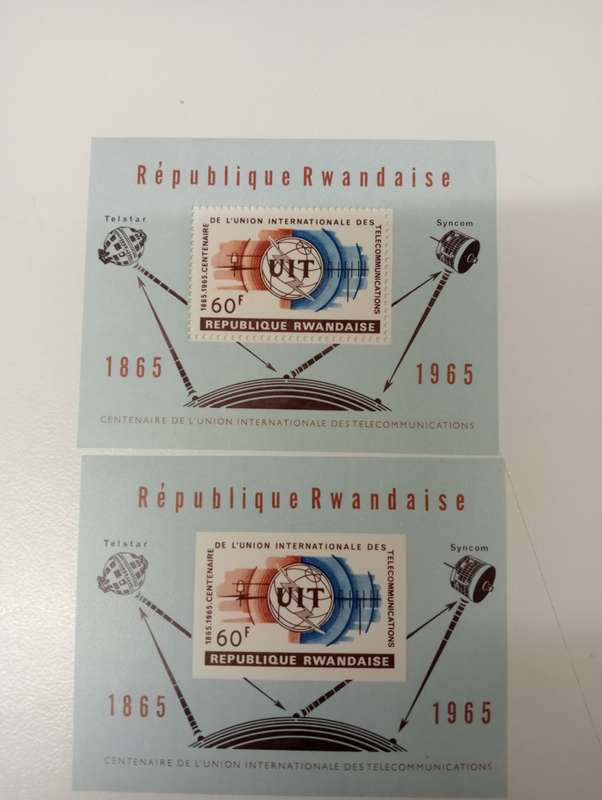 République Rwandaise
Telstar
Syncom
DE L'UNION INTERNATIONALE DES
TELECOMMUNICATIONS
1865.1965.CENTENAIRE
UIT
60F
REPUBLIQUE RWANDAISE
1865
1965
CENTENAIRE DE L'UNION INTERNATIONALE DES TELECOMMUNICATIONS
République Rwandaise
Telstar
Syncom
DE L'UNION INTERNATIONALE DES
TELECOMMUNICATIONS
1865.1965.CENTENAIRE
UIT
60F
REPUBLIQUE RWANDAISE
1865
1965
CENTENAIRE DE L'UNION INTERNATIONALE DES TELECOMMUNICATIONS